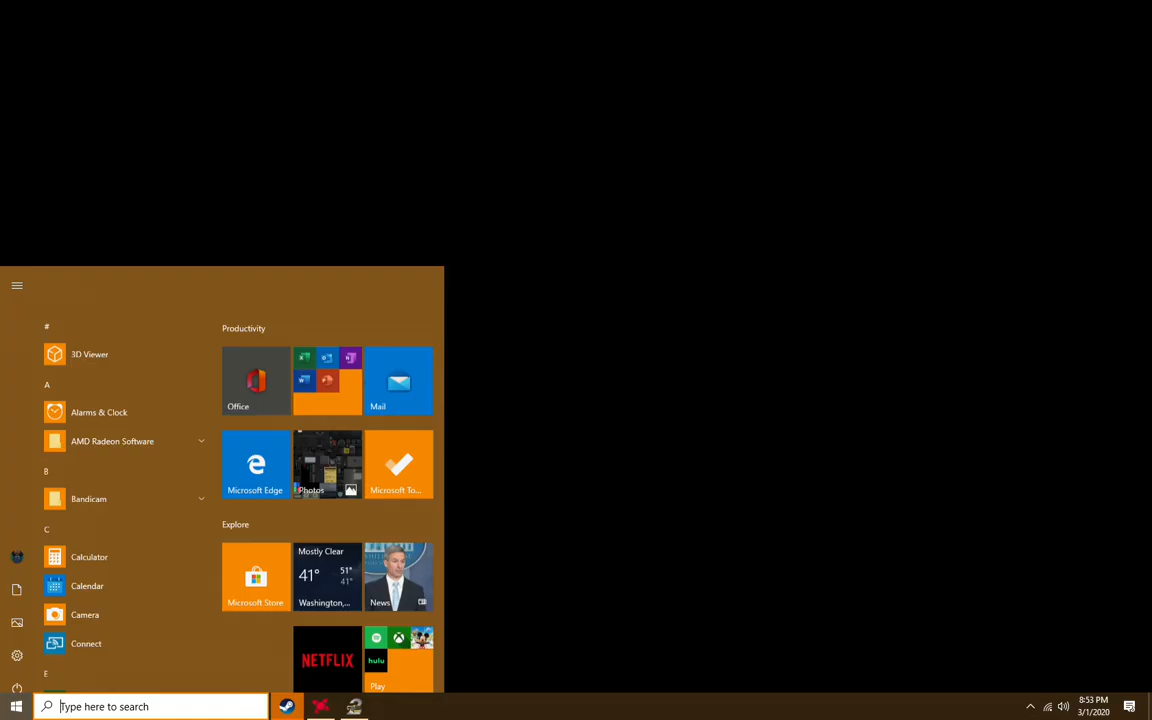 #
3D Viewer
A
Alarms & Clock
AMD Radeon Software
B
Bandicam
C
Calculator
Calendar
Camera
Connect
E
Productivity
Office
Mail
Microsoft Edge
Photos
Microsoft To...
Explore
Microsoft Store
Mostly Clear
41° 51°
41°
Washington,...
News
NETFLIX
hulu
Play
Type here to search
8:53 PM
3/1/2020